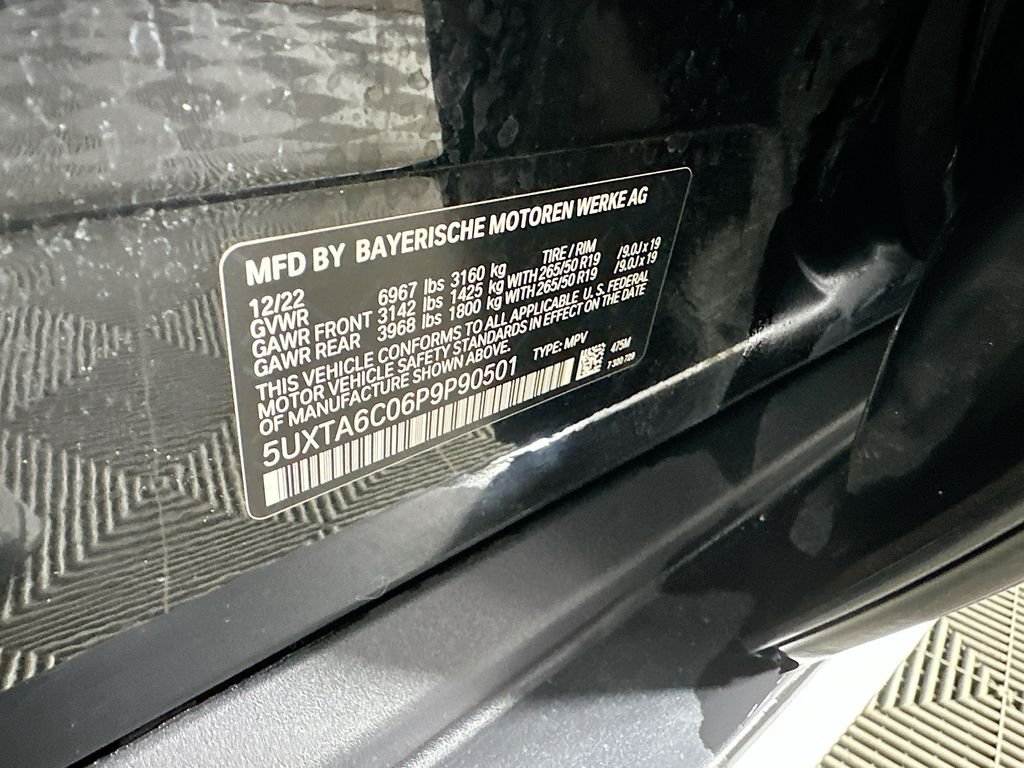 MFD BY BAYERISCHE MOTOREN WERKE AG
12/22 TIRE / RIM
GVWR 6967 lbs 3160 kg
GAWR FRONT 3142 lbs 1425 kg WITH 265/50 R19 /9.0J x 19
GAWR REAR 3968 lbs 1800 kg WITH 265/50 R19 /9.0J x 19
THIS VEHICLE CONFORMS TO ALL APPLICABLE U.S. FEDERAL
MOTOR VEHICLE SAFETY STANDARDS IN EFFECT ON THE DATE
OF MANUFACTURE SHOWN ABOVE. TYPE: MPV
5UXTA6C06P9P90501
475M
7 320 729